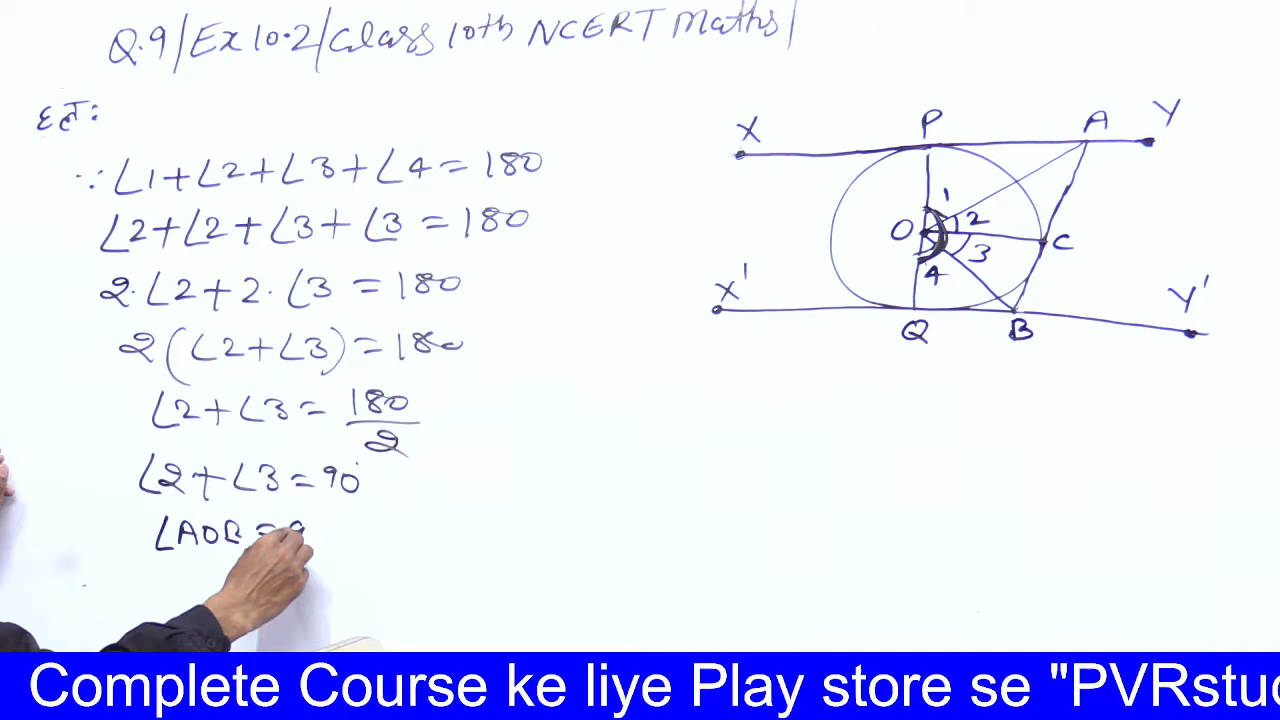 Q.9/Ex 10.2/Class 10th NCERT Maths/
हल:
∵ ∠1+∠2+∠3+∠4=180
∠2+∠2+∠3+∠3=180
2·∠2+2·∠3=180
2(∠2+∠3)=180
∠2+∠3=180/2
∠2+∠3=90°
∠AOB=9
X P A Y
1
O 2 C
3
4
X' Y'
Q B
Complete Course ke liye Play store se "PVRstu